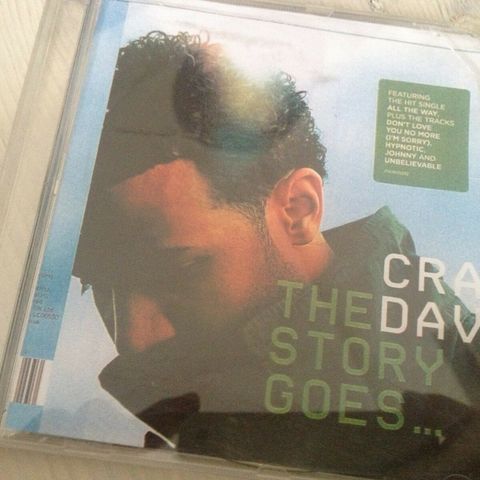 FEATURING
THE HIT SINGLE
ALL THE WAY,
PLUS THE TRACKS
DON'T LOVE
YOU NO MORE
(I'M SORRY),
HYPNOTIC,
JOHNNY AND
UNBELIEVABLE
CRA
THE DAV
STORY
GOES...